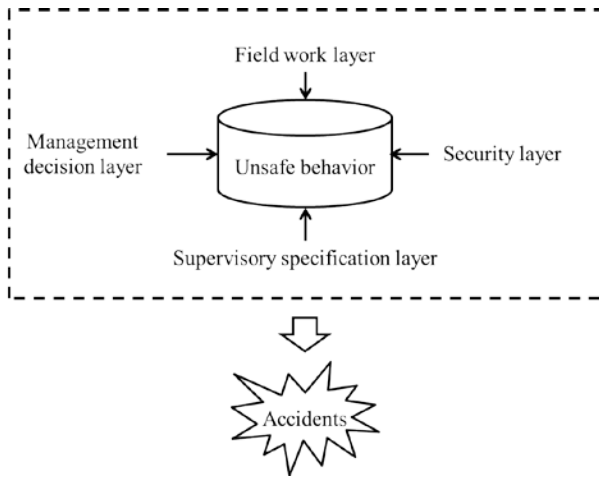 Field work layer
Management
decision layer
Unsafe behavior
Security layer
Supervisory specification layer
Accidents